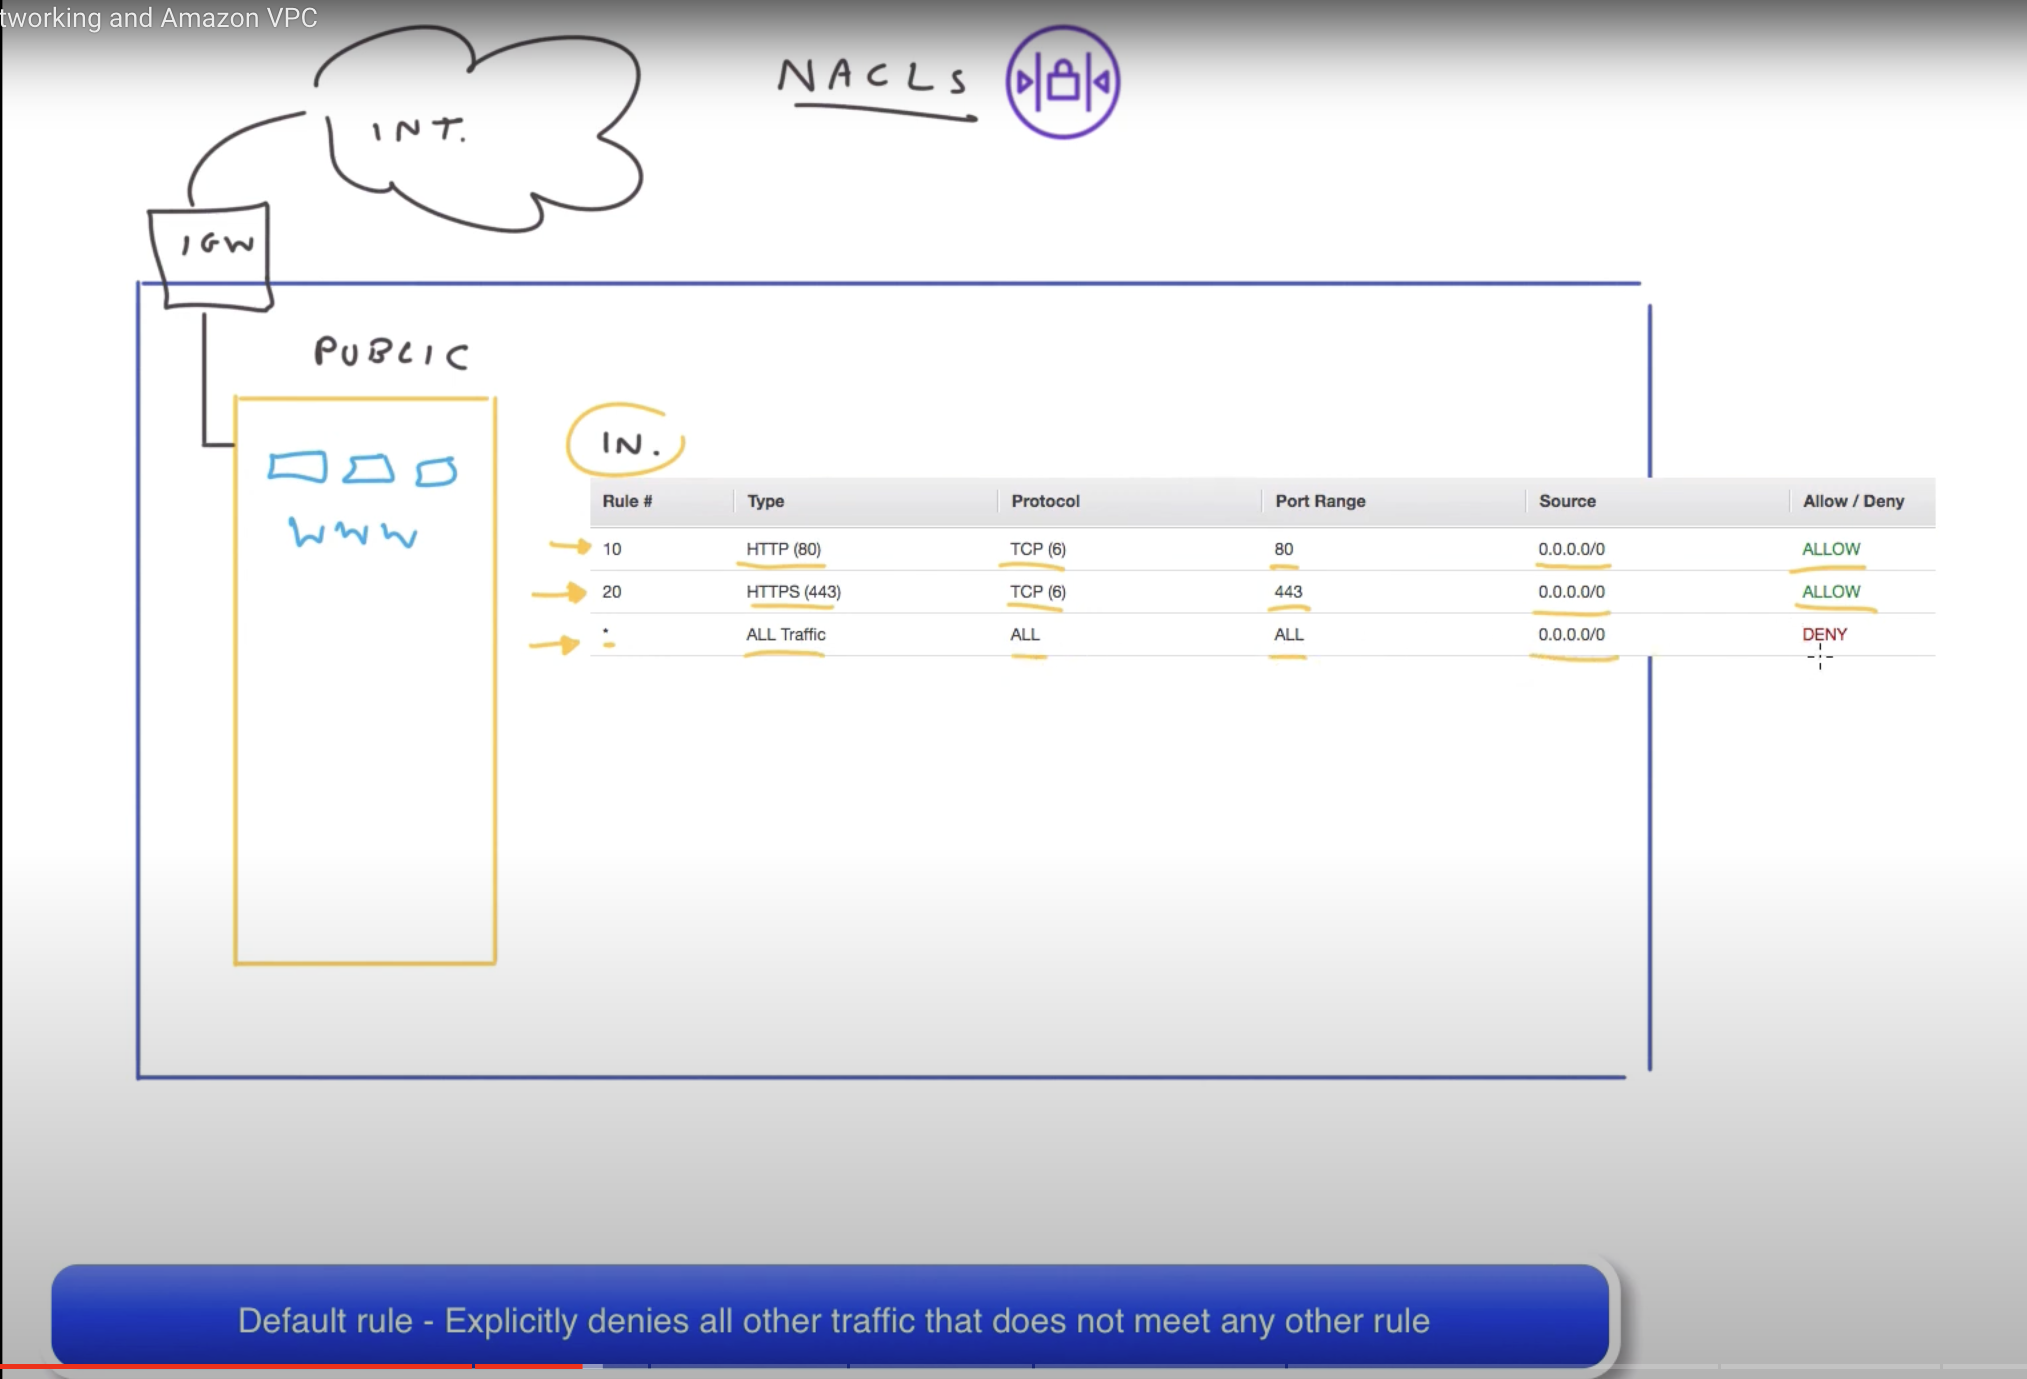 tworking and Amazon VPC
NACLS
INT.
IGW
PUBLIC
WWW
IN.
Rule # Type Protocol Port Range Source Allow / Deny
10 HTTP (80) TCP (6) 80 0.0.0.0/0 ALLOW
20 HTTPS (443) TCP (6) 443 0.0.0.0/0 ALLOW
* ALL Traffic ALL ALL 0.0.0.0/0 DENY
Default rule - Explicitly denies all other traffic that does not meet any other rule